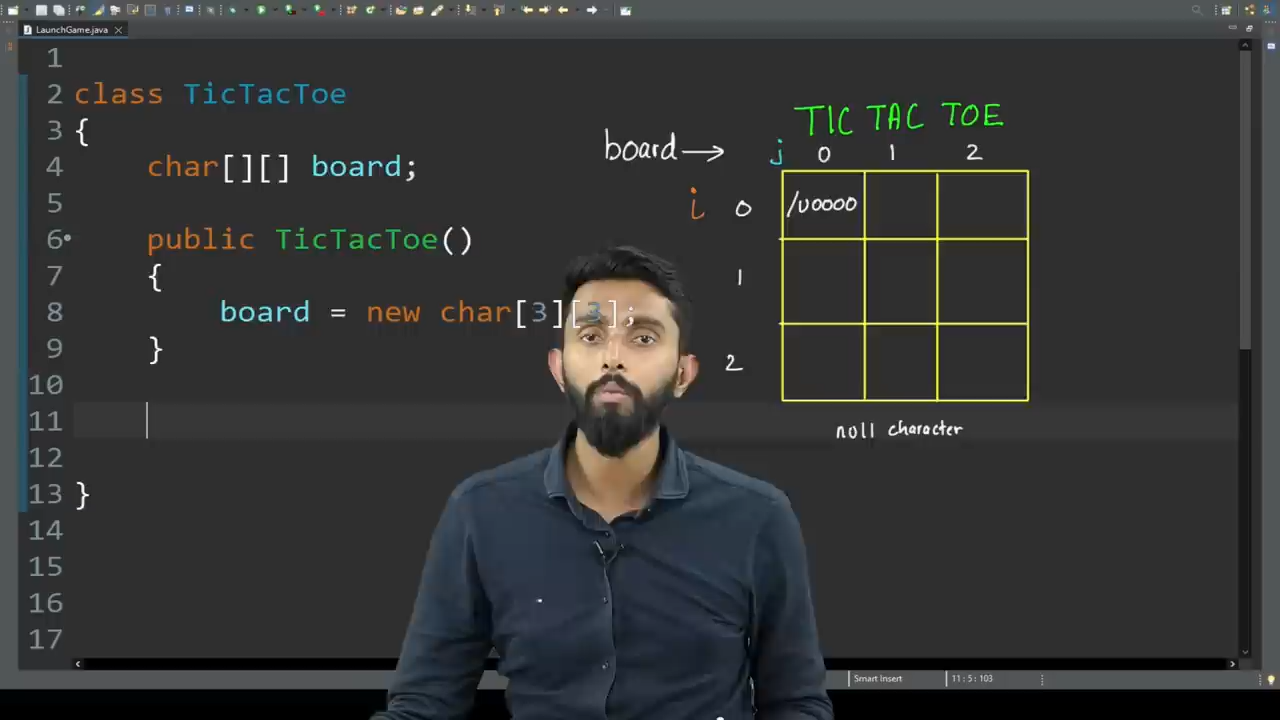 LaunchGame.java
1
2 class TicTacToe
3 {
4 char[][] board;
5
6 public TicTacToe()
7 {
8 board = new char[3][3];
9 }
10
11
12
13 }
14
15
16
17
TIC TAC TOE
board → j 0 1 2
i 0 /u0000
1
2
null character
Smart Insert 11 : 5 : 103